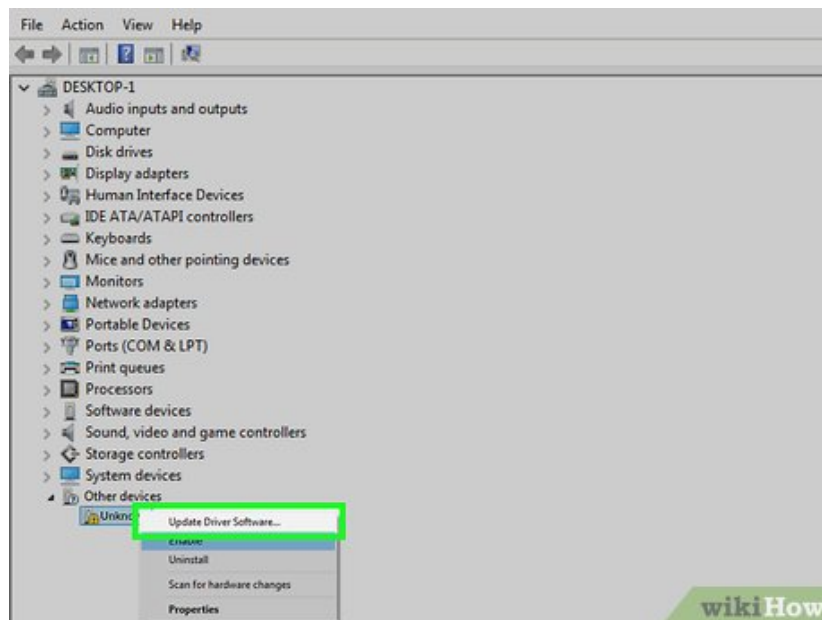 File Action View Help
DESKTOP-1
Audio inputs and outputs
Computer
Disk drives
Display adapters
Human Interface Devices
IDE ATA/ATAPI controllers
Keyboards
Mice and other pointing devices
Monitors
Network adapters
Portable Devices
Ports (COM & LPT)
Print queues
Processors
Software devices
Sound, video and game controllers
Storage controllers
System devices
Other devices
Unkno
Update Driver Software...
Enable
Uninstall
Scan for hardware changes
Properties
wikiHow